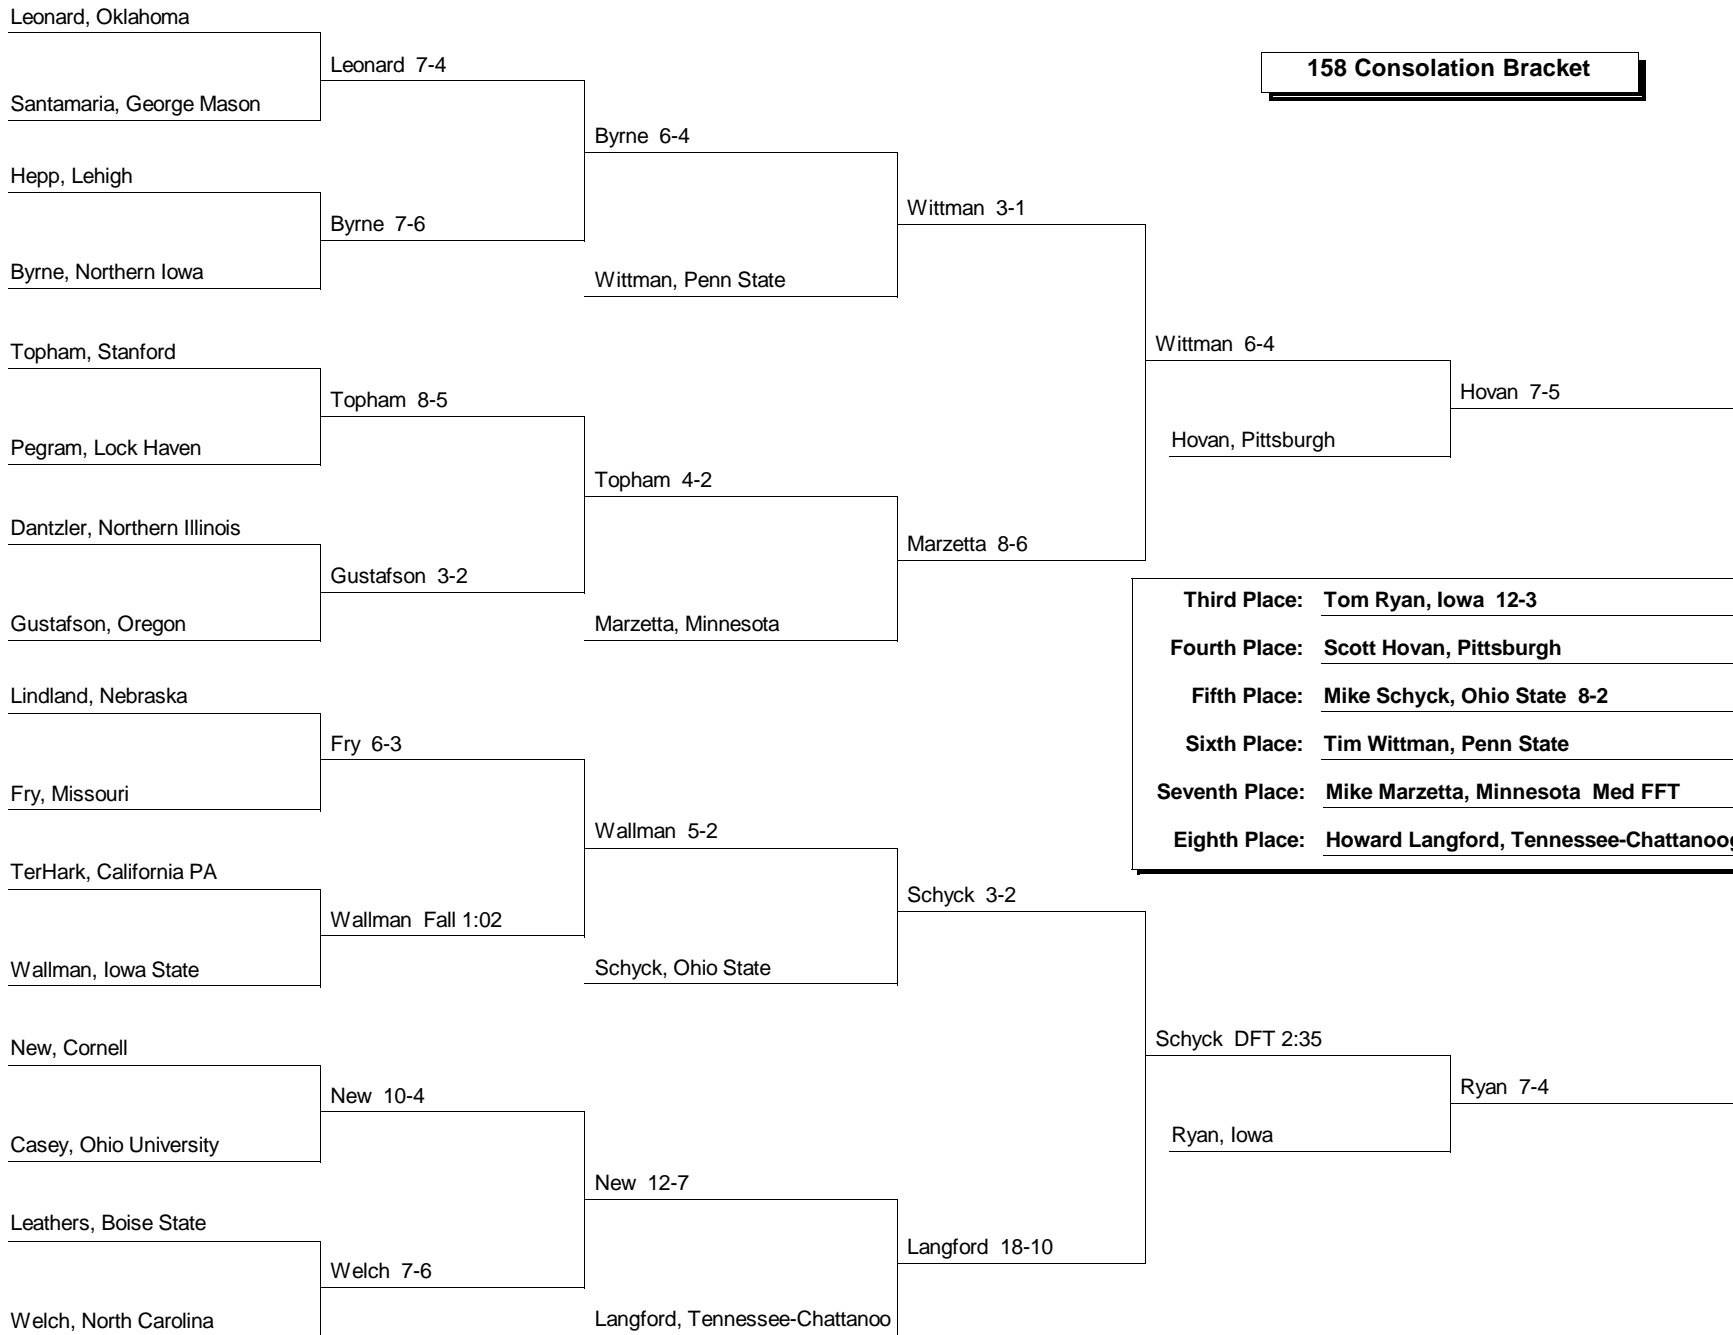 Leonard, Oklahoma
Santamaria, George Mason
Hepp, Lehigh
Byrne, Northern Iowa
Topham, Stanford
Pegram, Lock Haven
Dantzler, Northern Illinois
Gustafson, Oregon
Lindland, Nebraska
Fry, Missouri
TerHark, California PA
Wallman, Iowa State
New, Cornell
Casey, Ohio University
Leathers, Boise State
Welch, North Carolina
Leonard 7-4
Byrne 7-6
Topham 8-5
Gustafson 3-2
Fry 6-3
Wallman Fall 1:02
New 10-4
Welch 7-6
Byrne 6-4
Wittman, Penn State
Topham 4-2
Marzetta, Minnesota
Wallman 5-2
Schyck, Ohio State
New 12-7
Langford, Tennessee-Chattanoo
Wittman 3-1
Marzetta 8-6
Schyck 3-2
Langford 18-10
Wittman 6-4
Hovan, Pittsburgh
Schyck DFT 2:35
Ryan, Iowa
Hovan 7-5
Ryan 7-4
158 Consolation Bracket
Third Place: Tom Ryan, Iowa 12-3
Fourth Place: Scott Hovan, Pittsburgh
Fifth Place: Mike Schyck, Ohio State 8-2
Sixth Place: Tim Wittman, Penn State
Seventh Place: Mike Marzetta, Minnesota Med FFT
Eighth Place: Howard Langford, Tennessee-Chattanoog